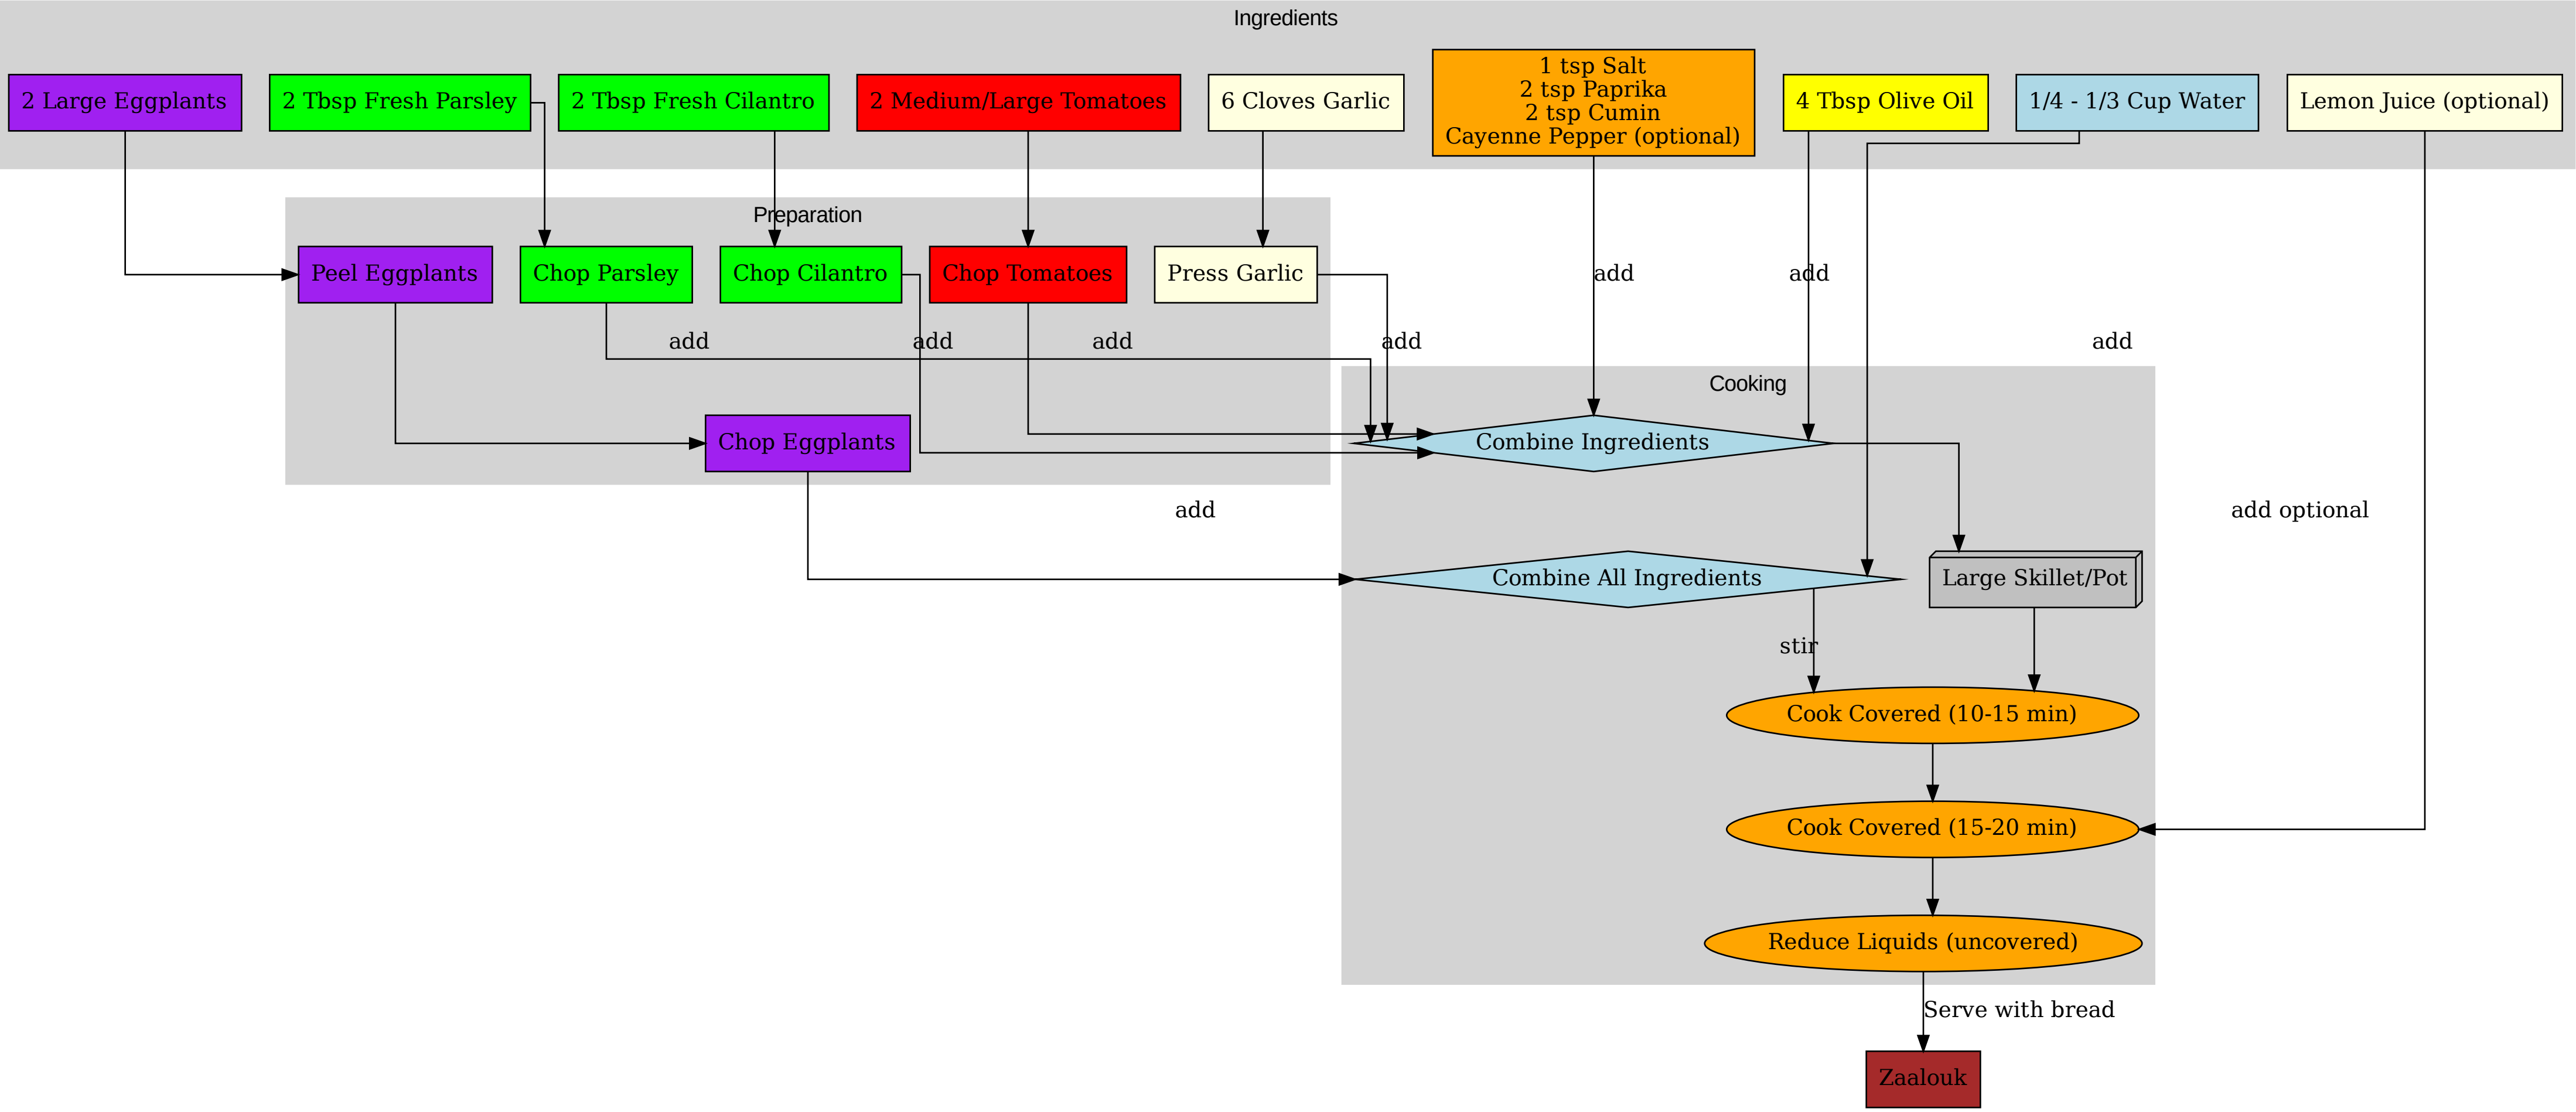 Ingredients
2 Large Eggplants
2 Tbsp Fresh Parsley
2 Tbsp Fresh Cilantro
2 Medium/Large Tomatoes
6 Cloves Garlic
1 tsp Salt
2 tsp Paprika
2 tsp Cumin
Cayenne Pepper (optional)
4 Tbsp Olive Oil
1/4 - 1/3 Cup Water
Lemon Juice (optional)
Preparation
Peel Eggplants
Chop Parsley
Chop Cilantro
Chop Tomatoes
Press Garlic
add
add
add
add
add
add
add
Cooking
Chop Eggplants
Combine Ingredients
add
add optional
Combine All Ingredients
Large Skillet/Pot
stir
Cook Covered (10-15 min)
Cook Covered (15-20 min)
Reduce Liquids (uncovered)
Serve with bread
Zaalouk